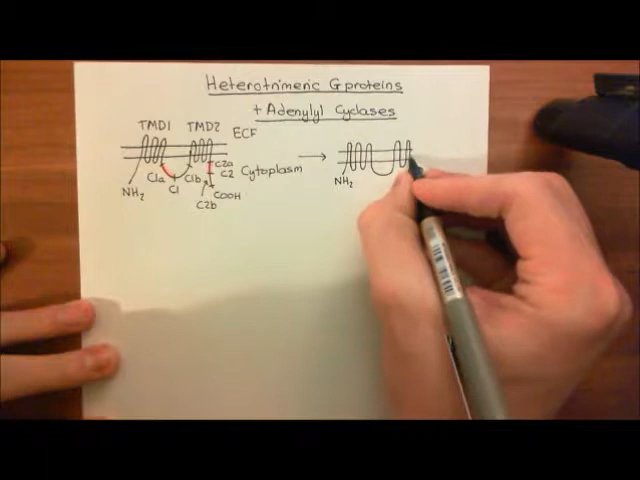 Heterotrimeric G proteins
+ Adenylyl Cyclases
TMD1 TMD2 ECF
C2a
C1a C1b C2 Cytoplasm
C1
NH2 COOH
C2b
NH2